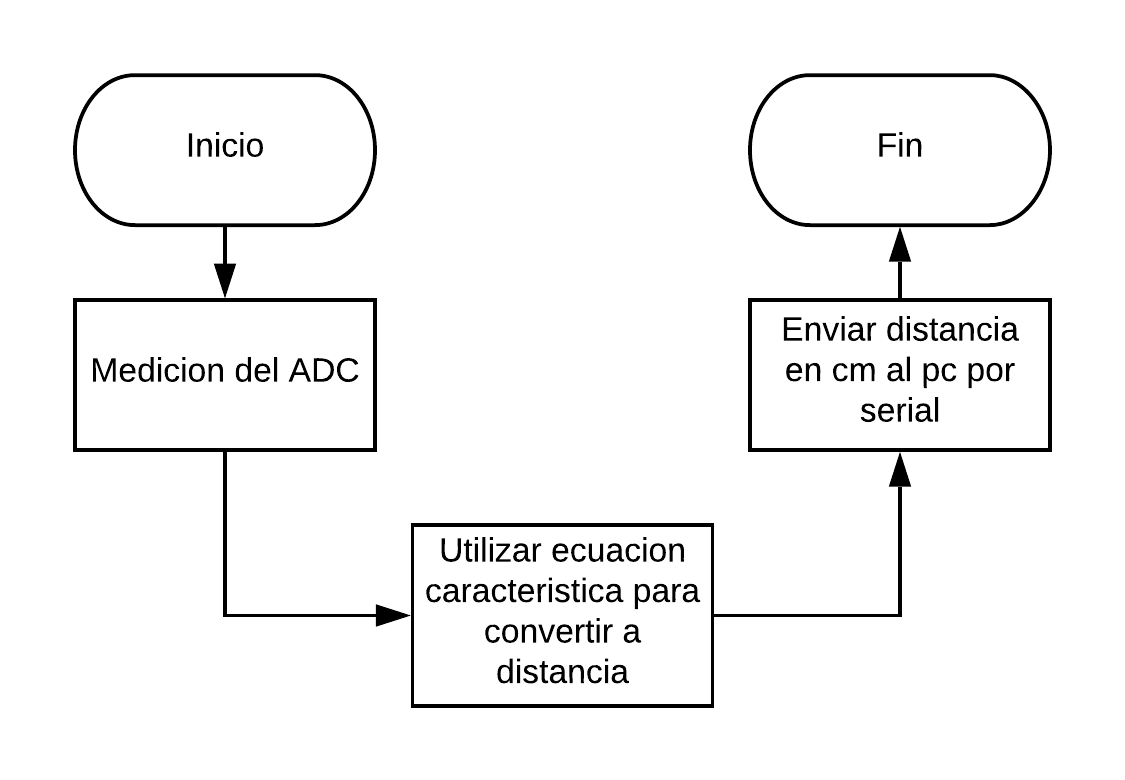 Inicio
Medicion del ADC
Utilizar ecuacion
caracteristica para
convertir a
distancia
Enviar distancia
en cm al pc por
serial
Fin